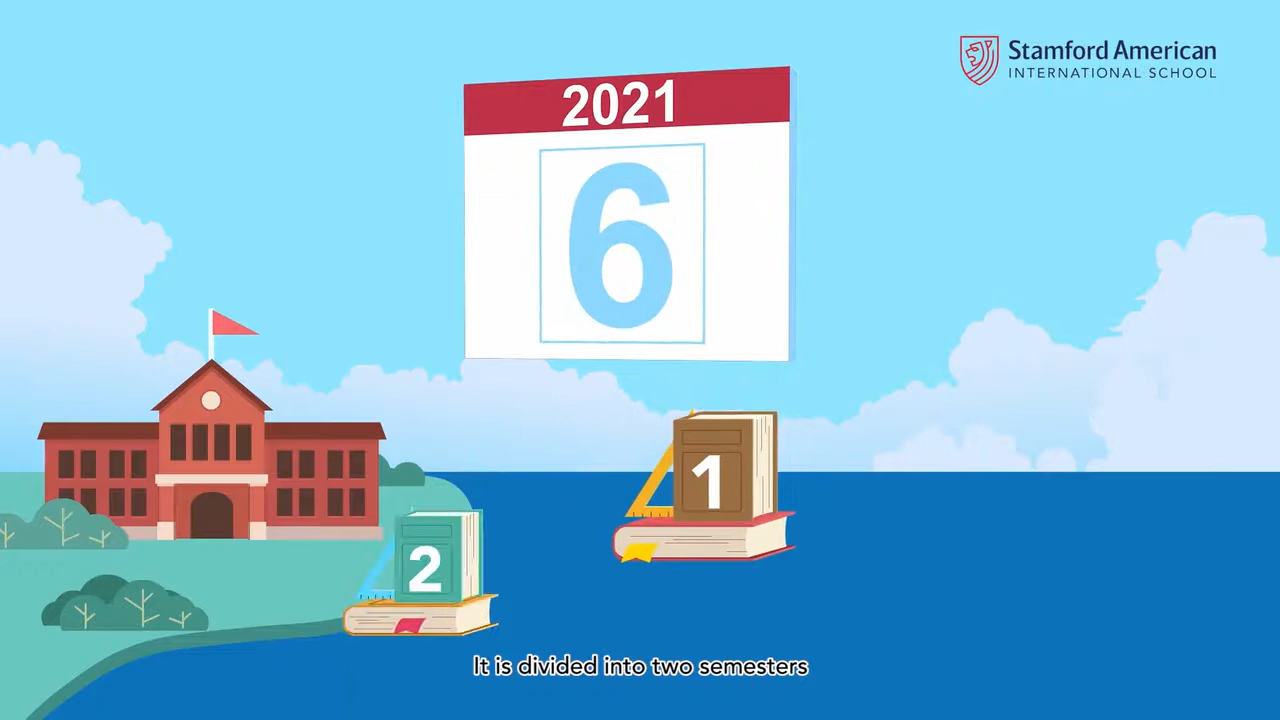 Stamford American
INTERNATIONAL SCHOOL
2021
6
1
2
It is divided into two semesters